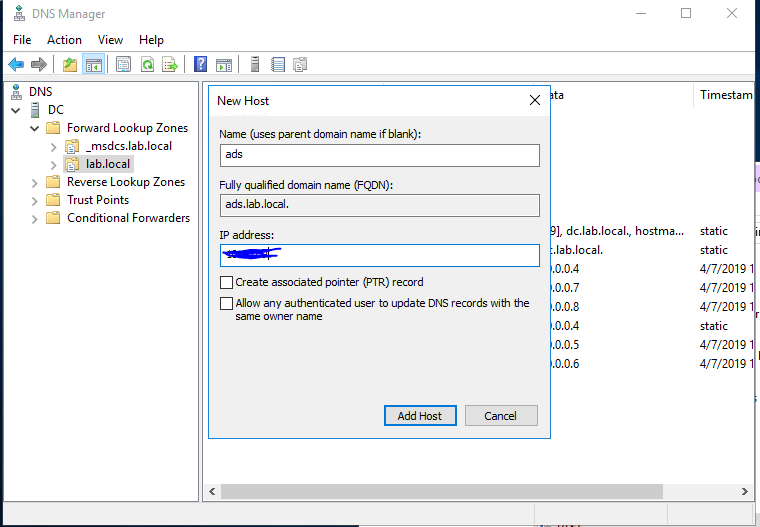 DNS Manager
File Action View Help
DNS
DC
Forward Lookup Zones
_msdcs.lab.local
lab.local
Reverse Lookup Zones
Trust Points
Conditional Forwarders
ata Timestam
9], dc.lab.local., hostma... static
c.lab.local. static
.0.0.4 4/7/2019 1
.0.0.7 4/7/2019 1
.0.0.8 4/7/2019 1
.0.0.4 static
.0.0.5 4/7/2019 1
.0.0.6 4/7/2019 1
New Host
Name (uses parent domain name if blank):
ads
Fully qualified domain name (FQDN):
ads.lab.local.
IP address:
Create associated pointer (PTR) record
Allow any authenticated user to update DNS records with the
same owner name
Add Host Cancel